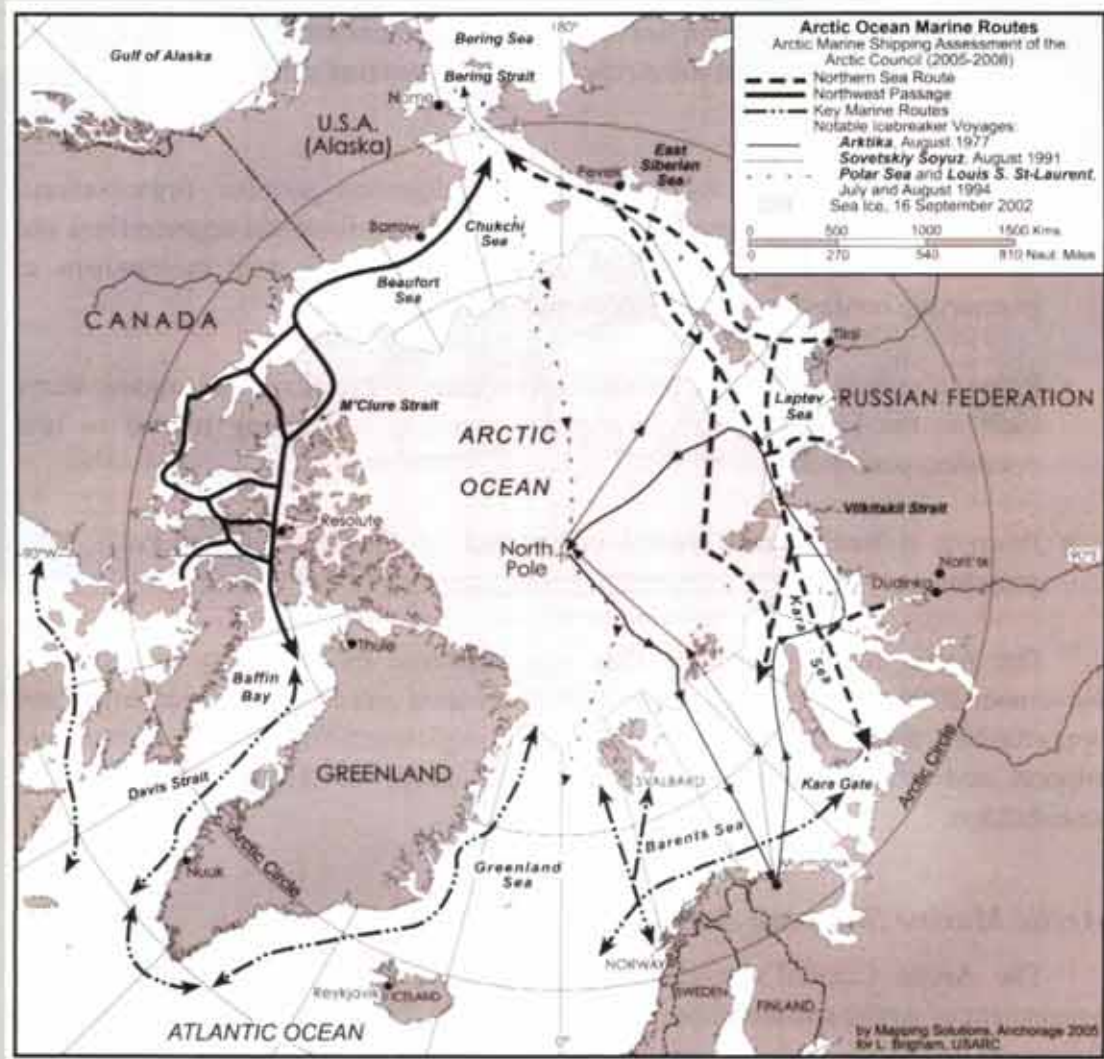 Gulf of Alaska
Bering Sea
180°
Bering Strait
Nome
U.S.A.
(Alaska)
East
Siberian
Sea
Pevek
Chukchi
Sea
Barrow
Beaufort
Sea
CANADA
M'Clure Strait
Tiksi
Laptev
Sea
RUSSIAN FEDERATION
ARCTIC
OCEAN
Vilkitskii Strait
Resolute
North
Pole
90°W
90°E
Noril'sk
Dudinka
Kara
Sea
Thule
Baffin
Bay
Davis Strait
GREENLAND
SVALBARD
Kara Gate
Arctic Circle
Barents Sea
Greenland
Sea
Nuuk
Arctic Circle
NORWAY
SWEDEN
FINLAND
Reykjavik
ICELAND
ATLANTIC OCEAN
0°
Arctic Ocean Marine Routes
Arctic Marine Shipping Assessment of the
Arctic Council (2005-2008)
Northern Sea Route
Northwest Passage
Key Marine Routes
Notable Icebreaker Voyages:
Arktika, August 1977
Sovetskiy Soyuz, August 1991
Polar Sea and Louis S. St-Laurent,
July and August 1994
Sea Ice, 16 September 2002
0 500 1000 1500 Kms.
0 270 540 810 Naut. Miles
by Mapping Solutions, Anchorage 2005
for L. Brigham, USARC